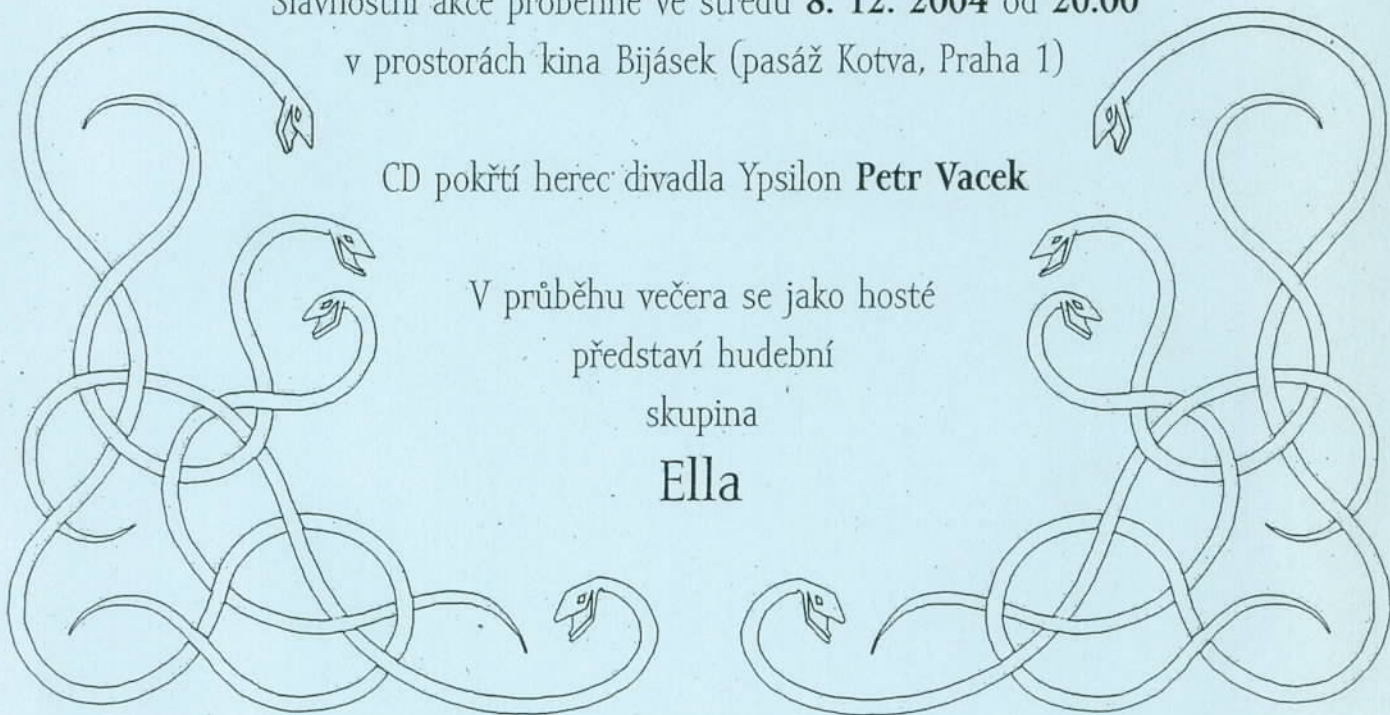 Slavnostní akce proběhne ve středu 8. 12. 2004 od 20.00
v prostorách kina Bijásek (pasáž Kotva, Praha 1)
CD pokřtí herec divadla Ypsilon Petr Vacek
V průběhu večera se jako hosté
představí hudební
skupina
Ella